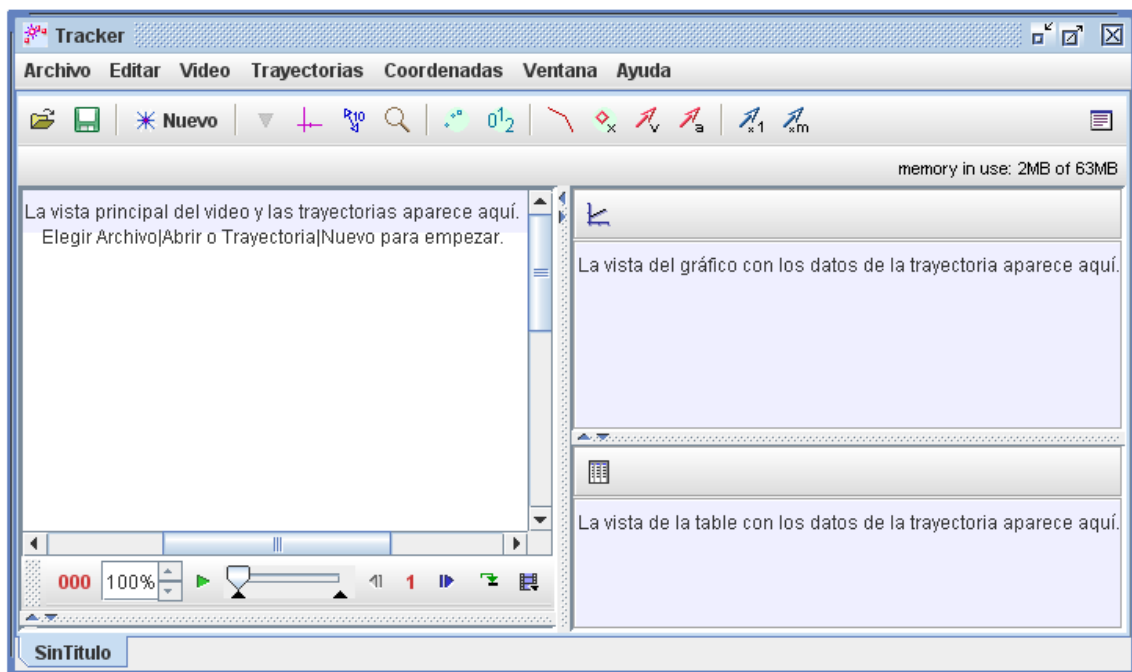 Tracker
Archivo Editar Video Trayectorias Coordenadas Ventana Ayuda
Nuevo
memory in use: 2MB of 63MB
La vista principal del video y las trayectorias aparece aquí.
Elegir Archivo|Abrir o Trayectoria|Nuevo para empezar.
La vista del gráfico con los datos de la trayectoria aparece aquí.
La vista de la table con los datos de la trayectoria aparece aquí.
000 100% 1
SinTitulo